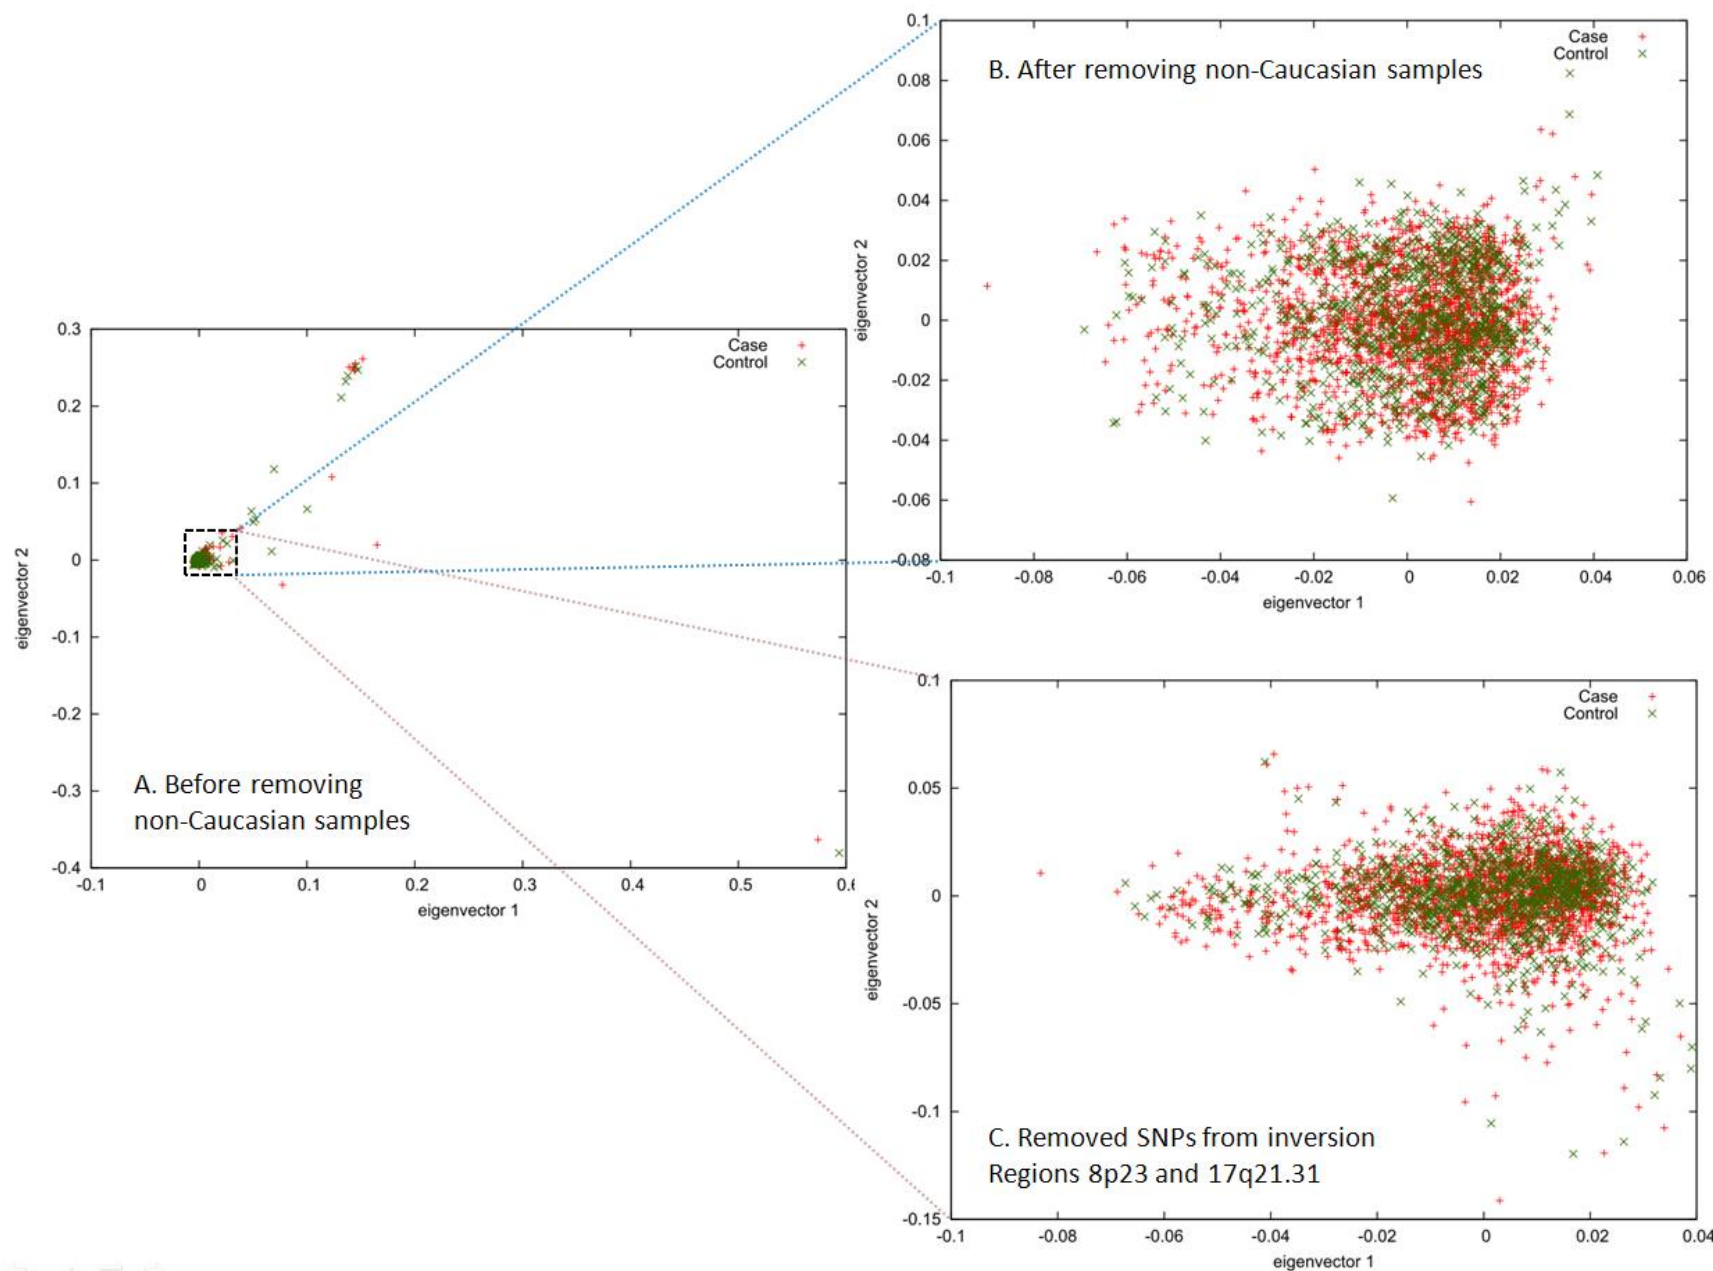 0.3
0.2
0.1
0
-0.1
-0.2
-0.3
-0.4
-0.1
0
0.1
0.2
0.3
0.4
0.5
0.6
eigenvector 1
eigenvector 2
Case
Control
A. Before removing
non-Caucasian samples
0.1
0.08
0.06
0.04
0.02
0
-0.02
-0.04
-0.06
-0.08
-0.1
-0.08
-0.06
-0.04
-0.02
0
0.02
0.04
0.06
eigenvector 1
eigenvector 2
Case
Control
B. After removing non-Caucasian samples
0.1
0.05
0
-0.05
-0.1
-0.15
-0.1
-0.08
-0.06
-0.04
-0.02
0
0.02
0.04
eigenvector 1
eigenvector 2
Case
Control
C. Removed SNPs from inversion
Regions 8p23 and 17q21.31